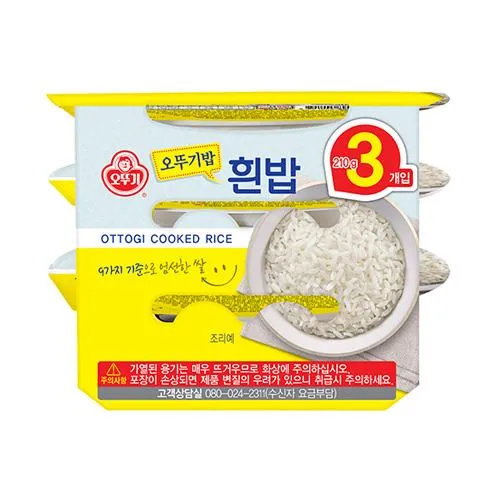 오뚜기
오뚜기밥
흰밥
210g
3
개입
OTTOGI COOKED RICE
9가지 기준으로 엄선한 쌀
조리예
주의사항
가열된 용기는 매우 뜨거우므로 화상에 주의하십시오.
포장이 손상되면 제품 변질의 우려가 있으니 취급시 주의하세요.
고객상담실 080-024-2311(수신자 요금부담)